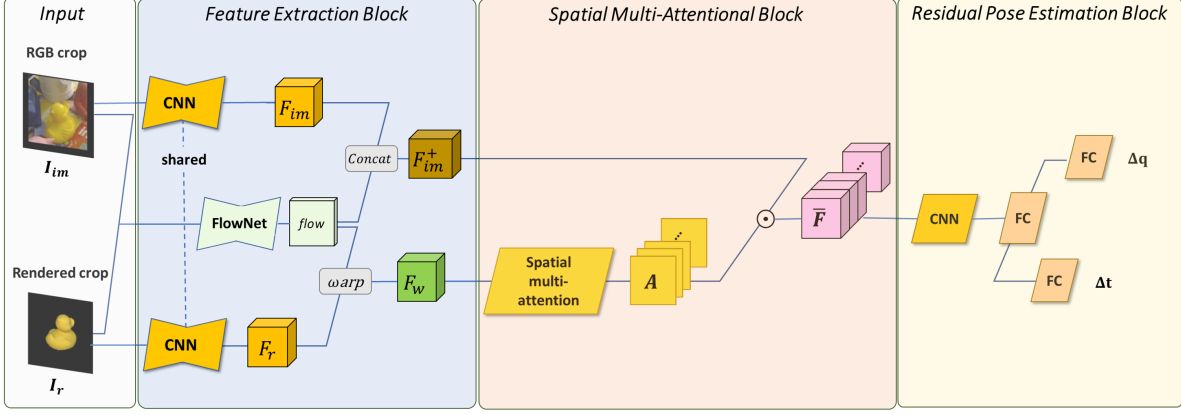 Input
Feature Extraction Block
Spatial Multi-Attentional Block
Residual Pose Estimation Block
RGB crop
I_im
Rendered crop
I_r
CNN
shared
FlowNet
CNN
F_im
flow
F_r
Concat
ωarp
F_im^+
F_w
Spatial
multi-
attention
A
...
F̅
...
CNN
FC
FC
Δq
FC
Δt